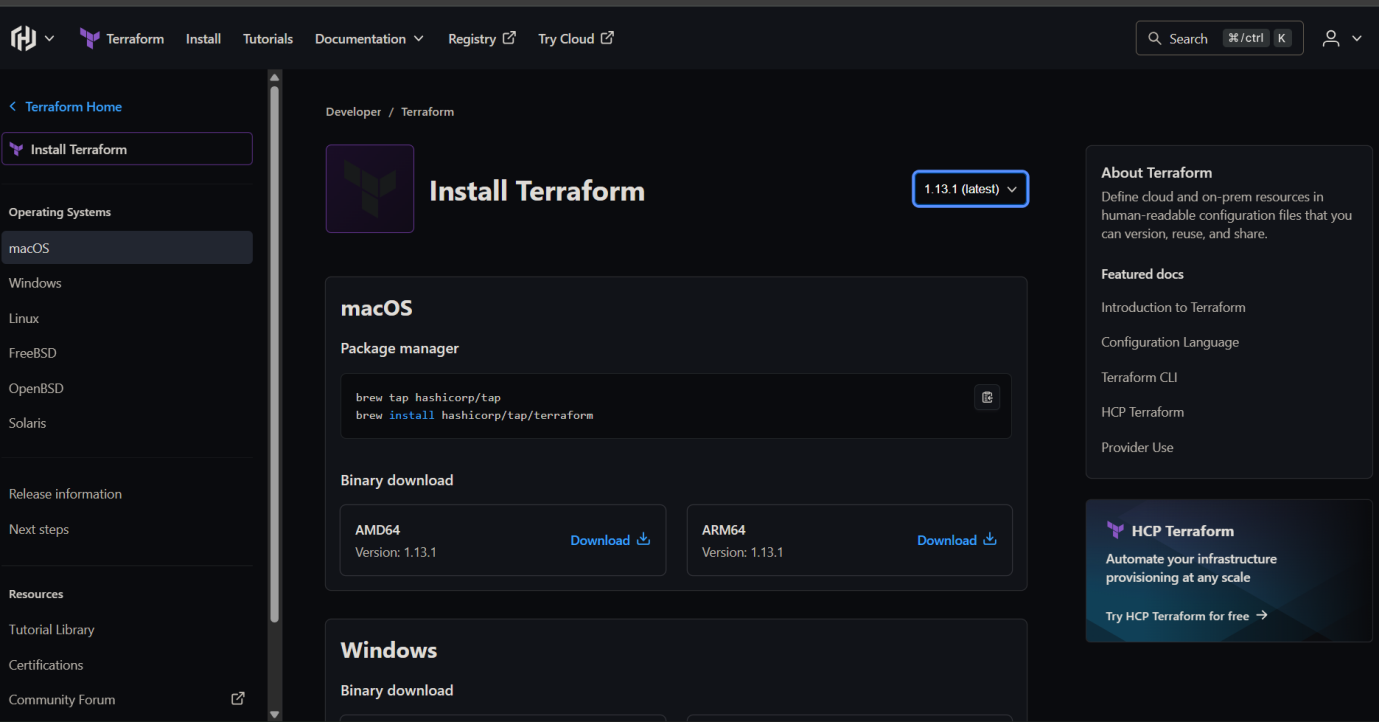 Terraform
Install
Tutorials
Documentation
Registry
Try Cloud
Search ⌘/ctrl K
Terraform Home
Install Terraform
Operating Systems
macOS
Windows
Linux
FreeBSD
OpenBSD
Solaris
Release information
Next steps
Resources
Tutorial Library
Certifications
Community Forum
Developer / Terraform
Install Terraform
1.13.1 (latest)
macOS
Package manager
brew tap hashicorp/tap
brew install hashicorp/tap/terraform
Binary download
AMD64
Version: 1.13.1
Download
ARM64
Version: 1.13.1
Download
Windows
Binary download
About Terraform
Define cloud and on-prem resources in
human-readable configuration files that you
can version, reuse, and share.
Featured docs
Introduction to Terraform
Configuration Language
Terraform CLI
HCP Terraform
Provider Use
HCP Terraform
Automate your infrastructure
provisioning at any scale
Try HCP Terraform for free →